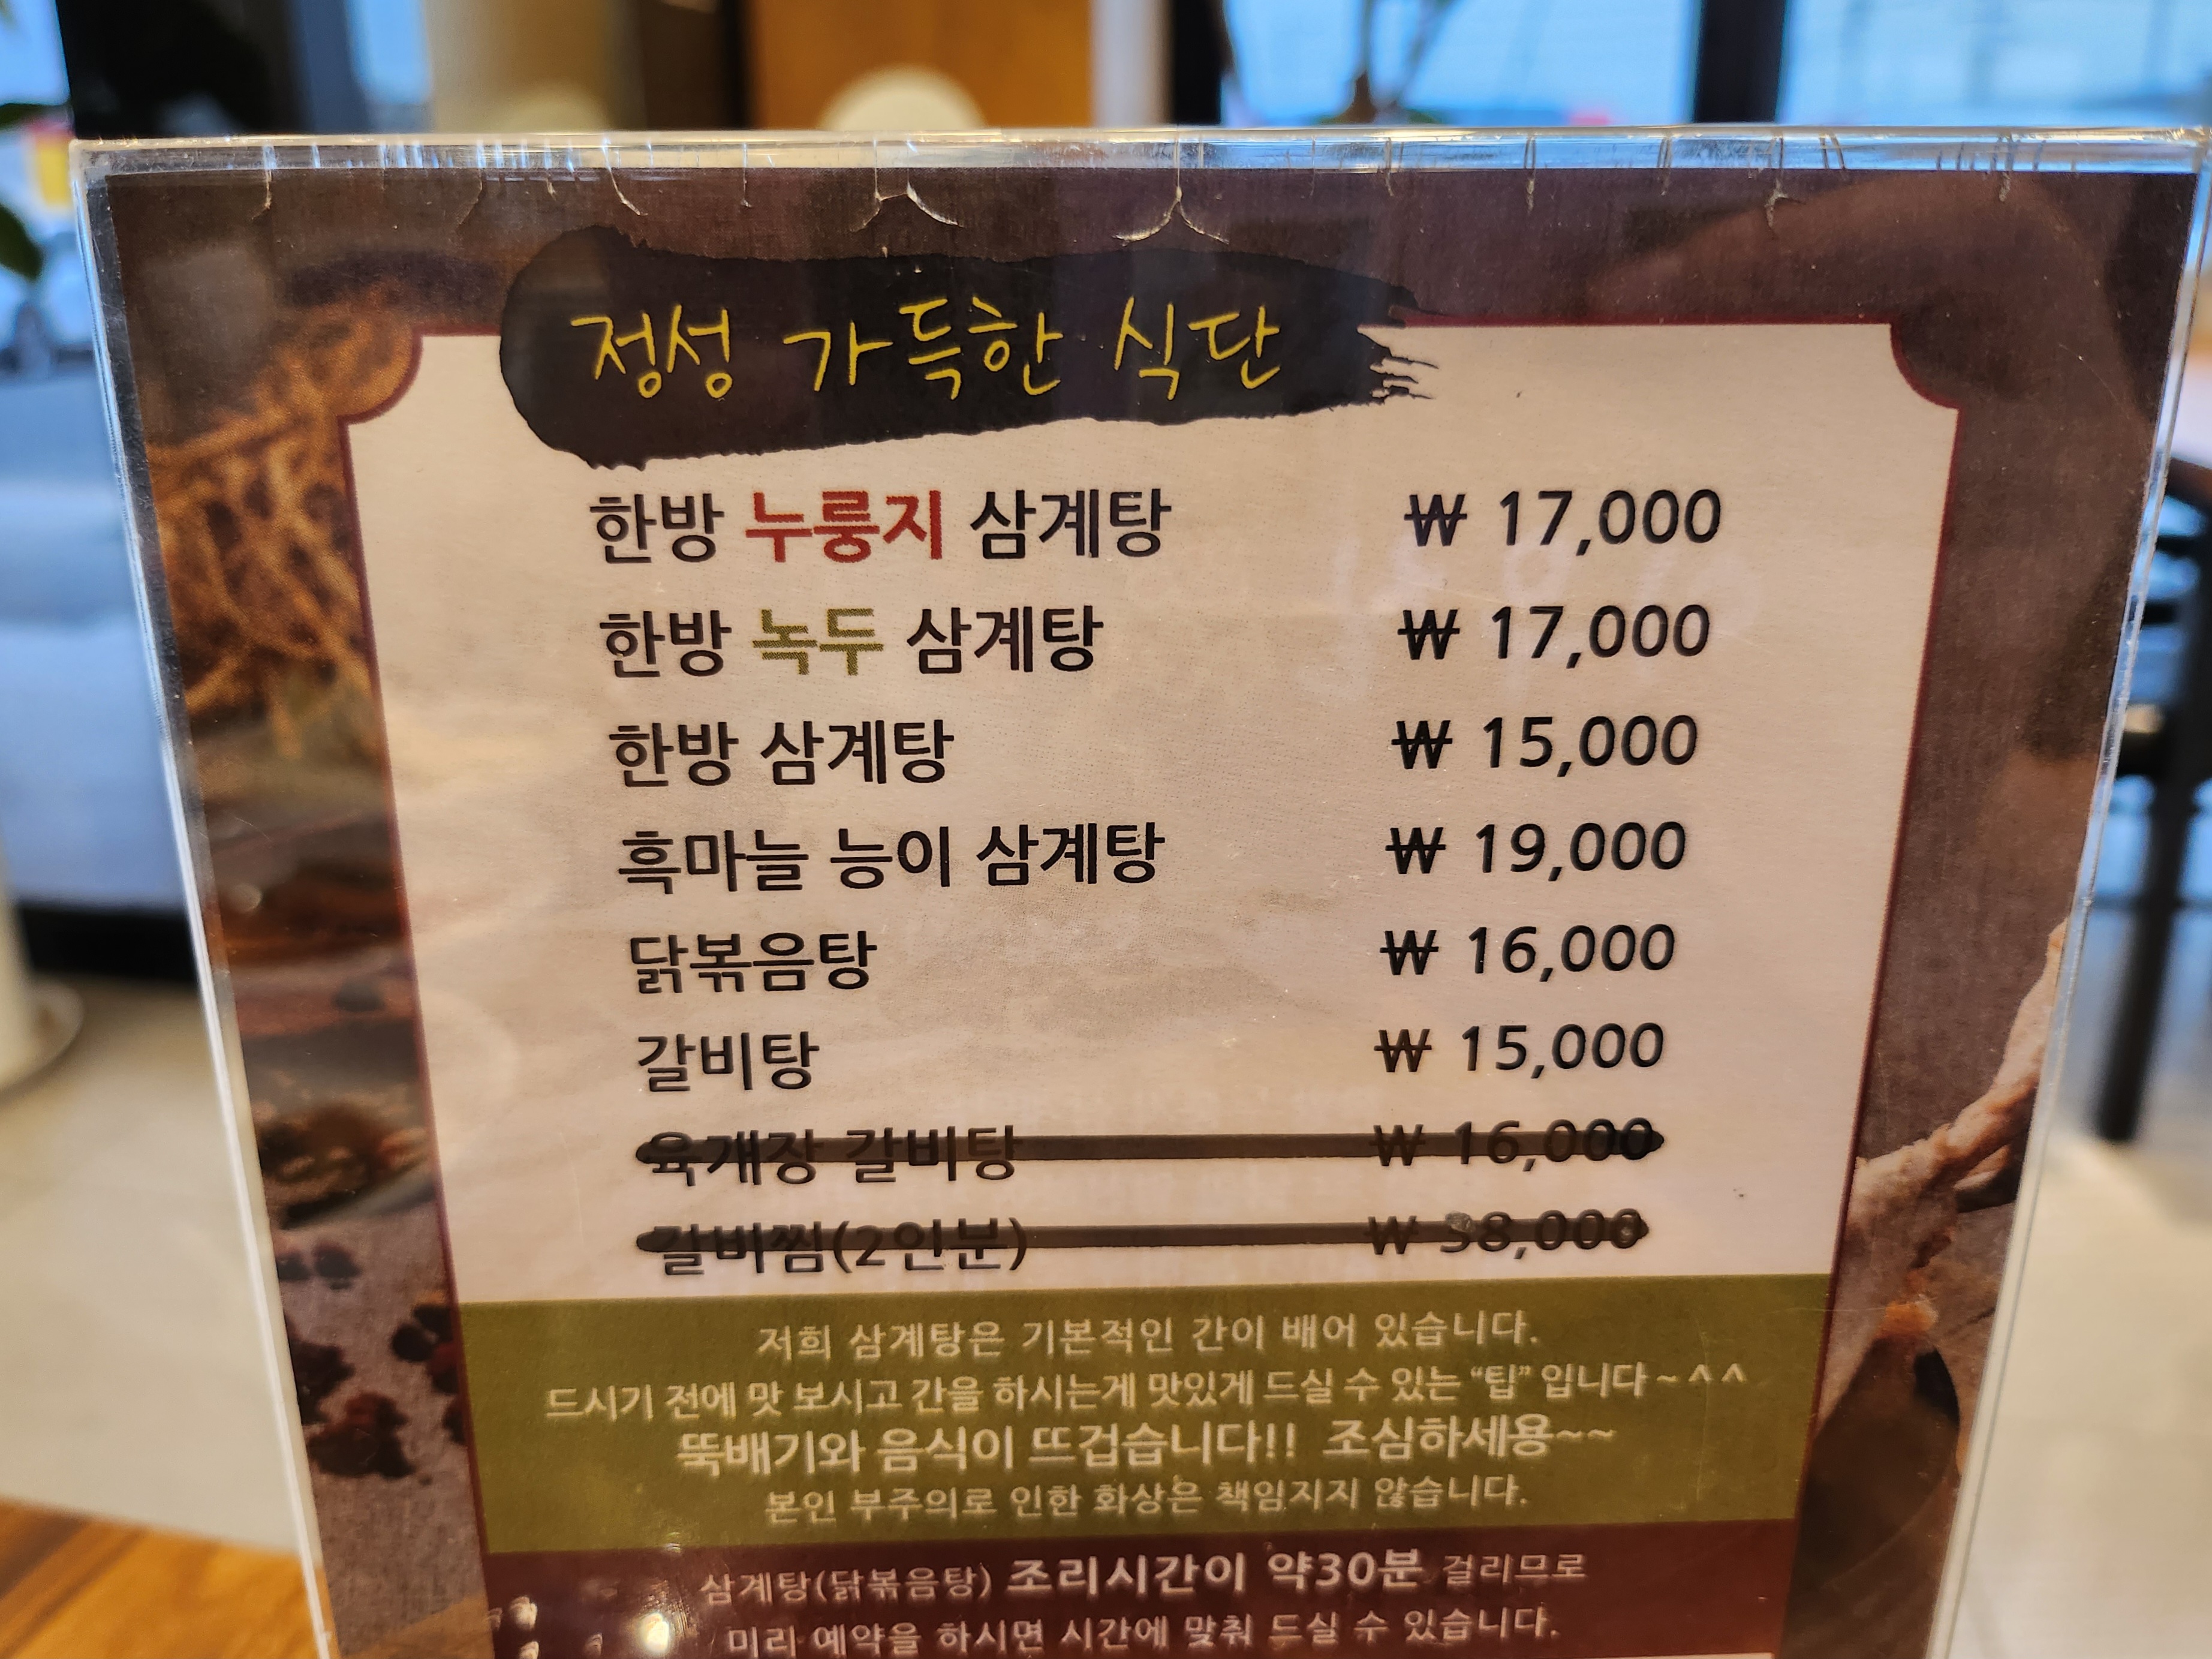 정성 가득한 식단
한방 누룽지 삼계탕 ₩ 17,000
한방 녹두 삼계탕 ₩ 17,000
한방 삼계탕 ₩ 15,000
흑마늘 능이 삼계탕 ₩ 19,000
닭볶음탕 ₩ 16,000
갈비탕 ₩ 15,000
육개장 갈비탕 ₩ 16,000
갈비찜(2인분) ₩ 38,000
저희 삼계탕은 기본적인 간이 배어 있습니다.
드시기 전에 맛 보시고 간을 하시는게 맛있게 드실 수 있는 “팁” 입니다~^^
뚝배기와 음식이 뜨겁습니다!! 조심하세용~~
본인 부주의로 인한 화상은 책임지지 않습니다.
삼계탕(닭볶음탕) 조리시간이 약30분 걸리므로
미리 예약을 하시면 시간에 맞춰 드실 수 있습니다.